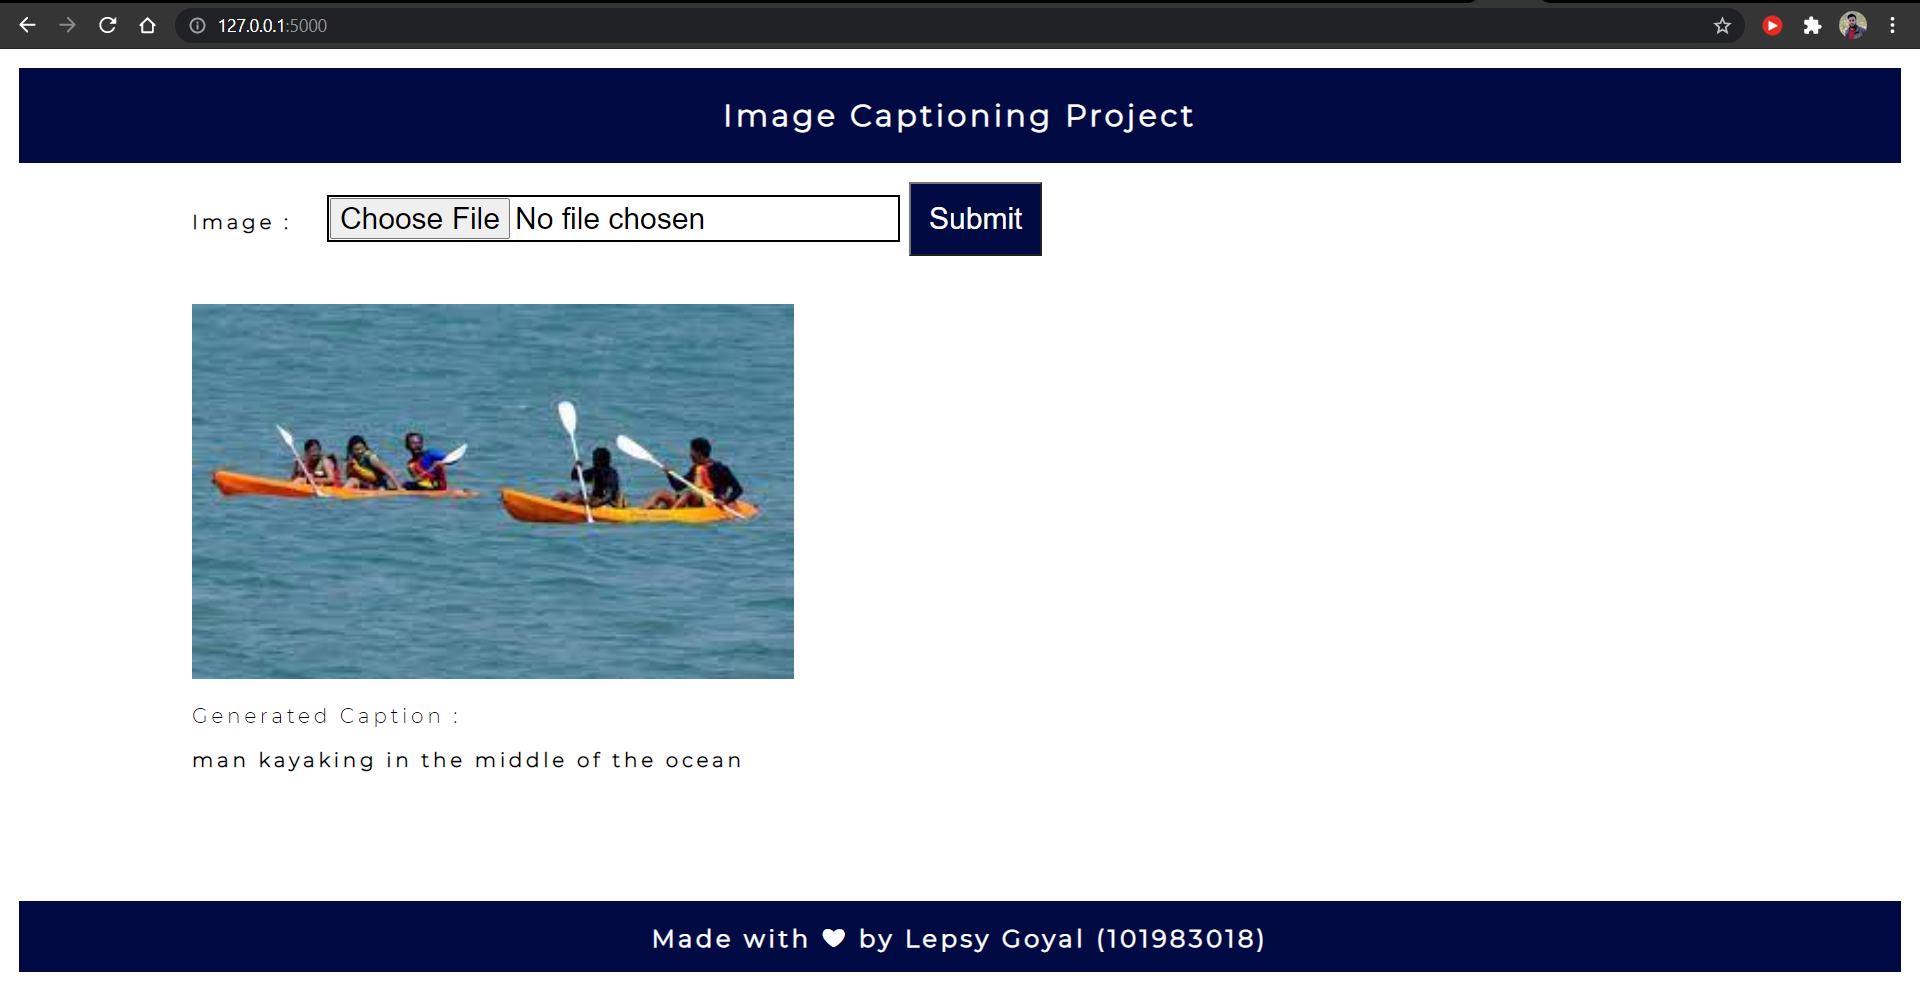 127.0.0.1:5000
Image Captioning Project
Image :
Choose File No file chosen
Submit
Generated Caption :
man kayaking in the middle of the ocean
Made with ♥ by Lepsy Goyal (101983018)